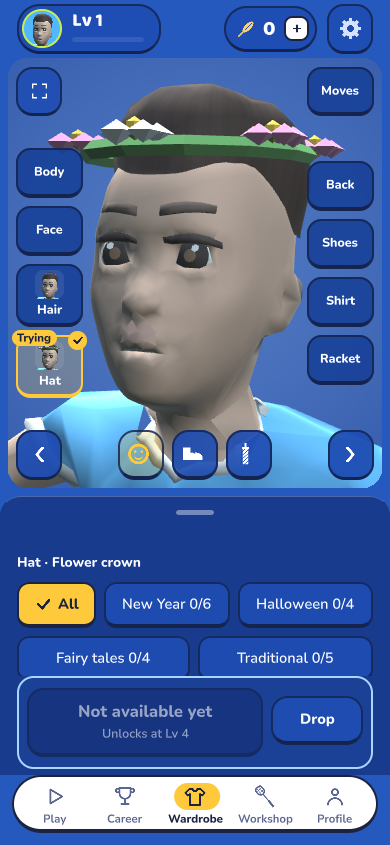 Lv 1
0
+
Moves
Body
Back
Face
Shoes
Hair
Shirt
Trying
Hat
Racket
Hat · Flower crown
All
New Year 0/6
Halloween 0/4
Fairy tales 0/4
Traditional 0/5
Not available yet
Unlocks at Lv 4
Drop
Play
Career
Wardrobe
Workshop
Profile